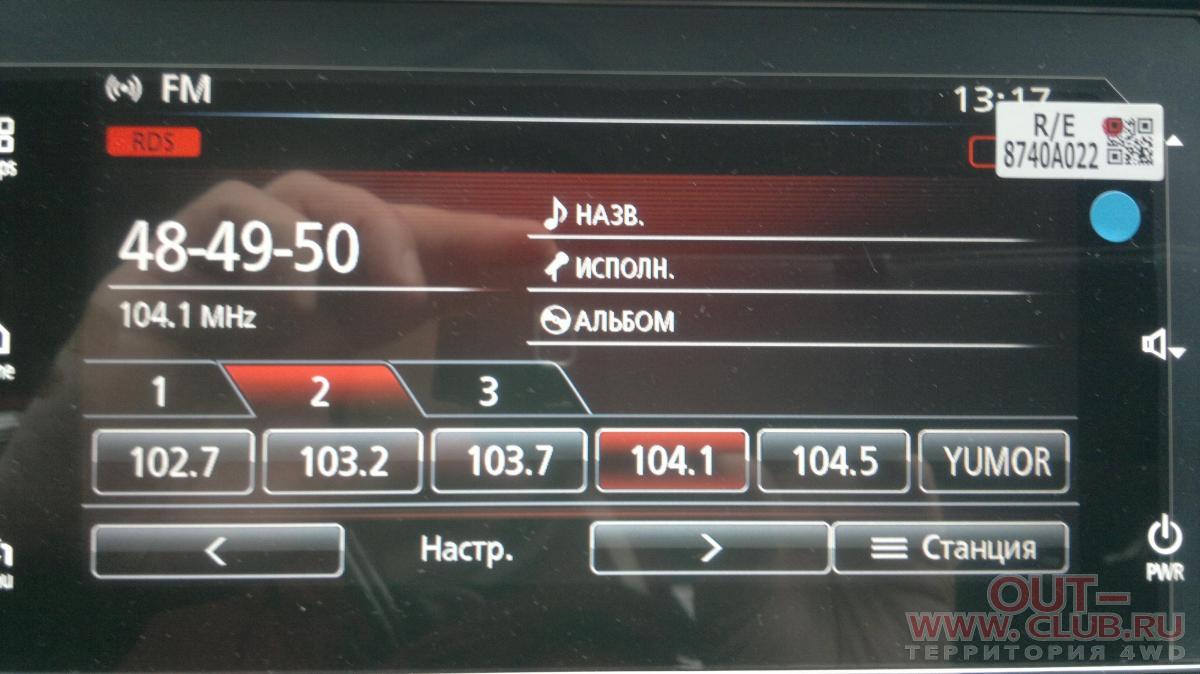 FM
13:17
RDS
R/E
8740A022
48-49-50
104.1 MHz
НАЗВ.
ИСПОЛН.
АЛЬБОМ
1 2 3
102.7 103.2 103.7 104.1 104.5 YUMOR
< Настр. > Станция
PWR
OUT-
WWW.CLUB.RU
ТЕРРИТОРИЯ 4WD